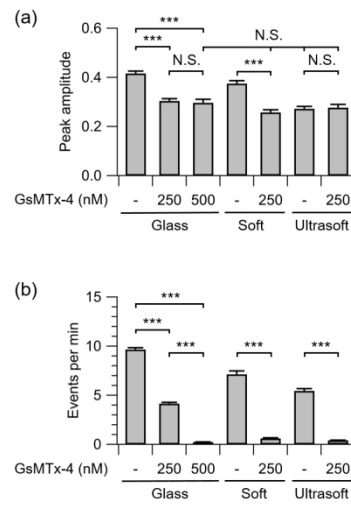 (a)
***
***
N.S.
N.S.
***
N.S.
Peak amplitude
0.6
0.4
0.2
0.0
GsMTx-4 (nM)
- 250 500 - 250 - 250
Glass Soft Ultrasoft
(b)
***
***
***
***
***
Events per min
15
10
5
0
GsMTx-4 (nM)
- 250 500 - 250 - 250
Glass Soft Ultrasoft